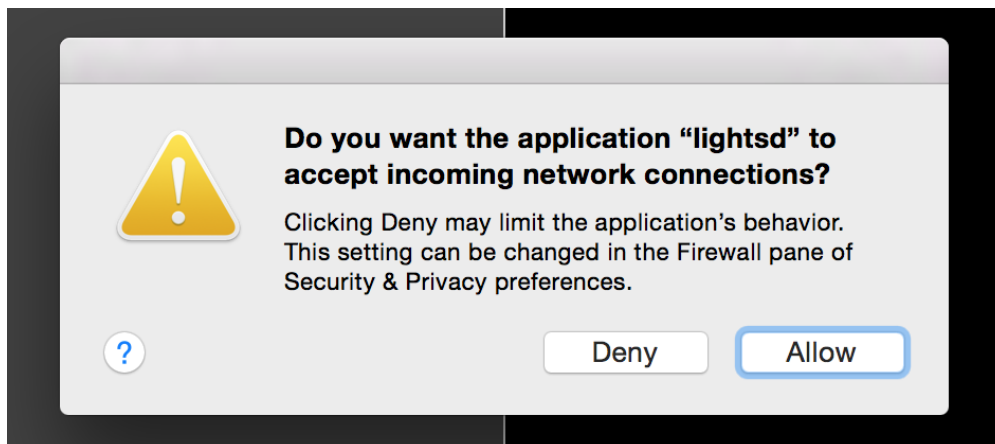 Do you want the application “lightsd” to
accept incoming network connections?
Clicking Deny may limit the application’s behavior.
This setting can be changed in the Firewall pane of
Security & Privacy preferences.
?
Deny
Allow